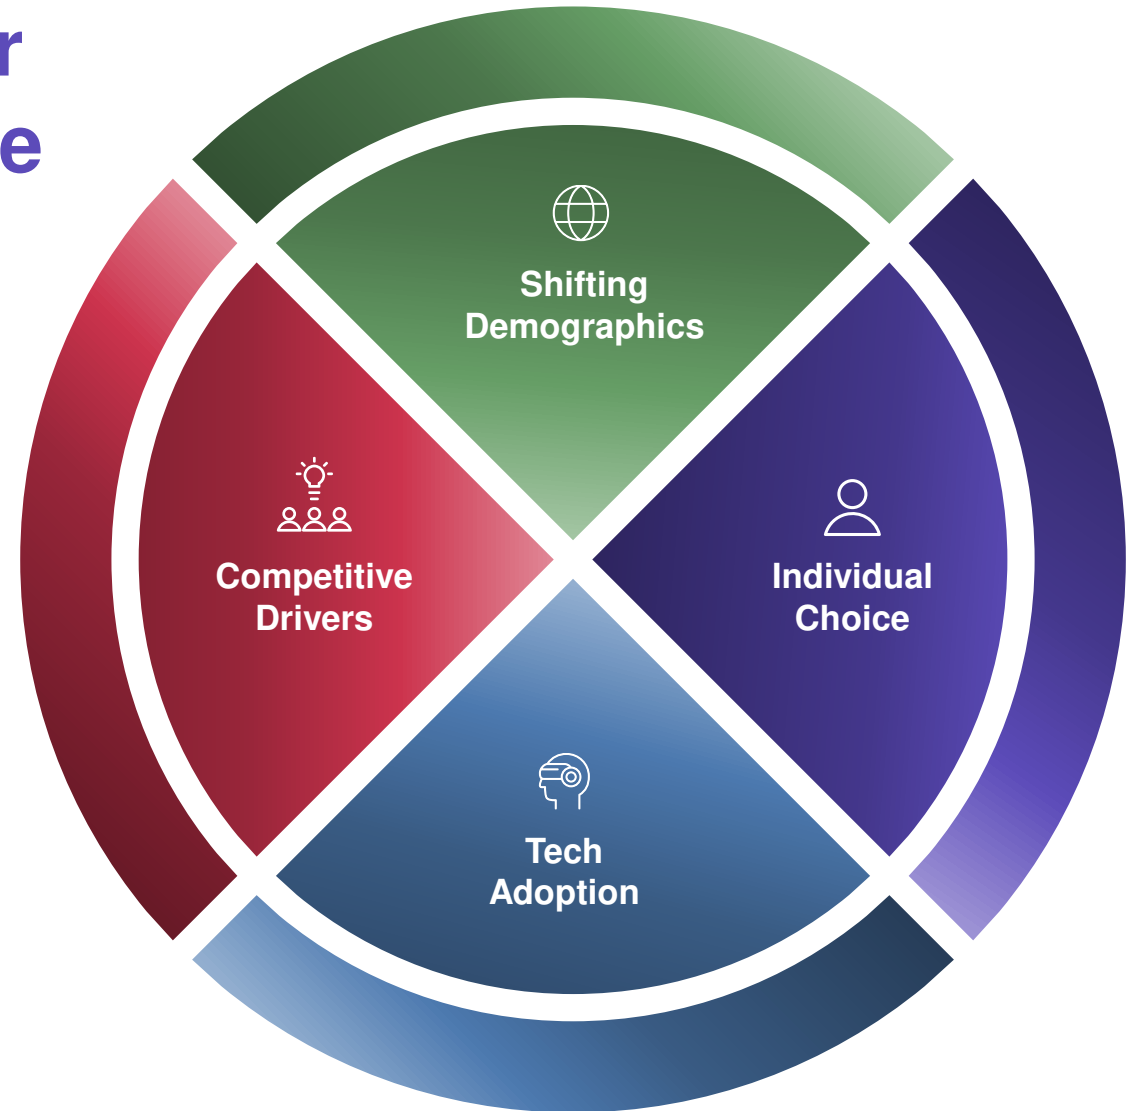 r
e
Shifting
Demographics
Competitive
Drivers
Individual
Choice
Tech
Adoption